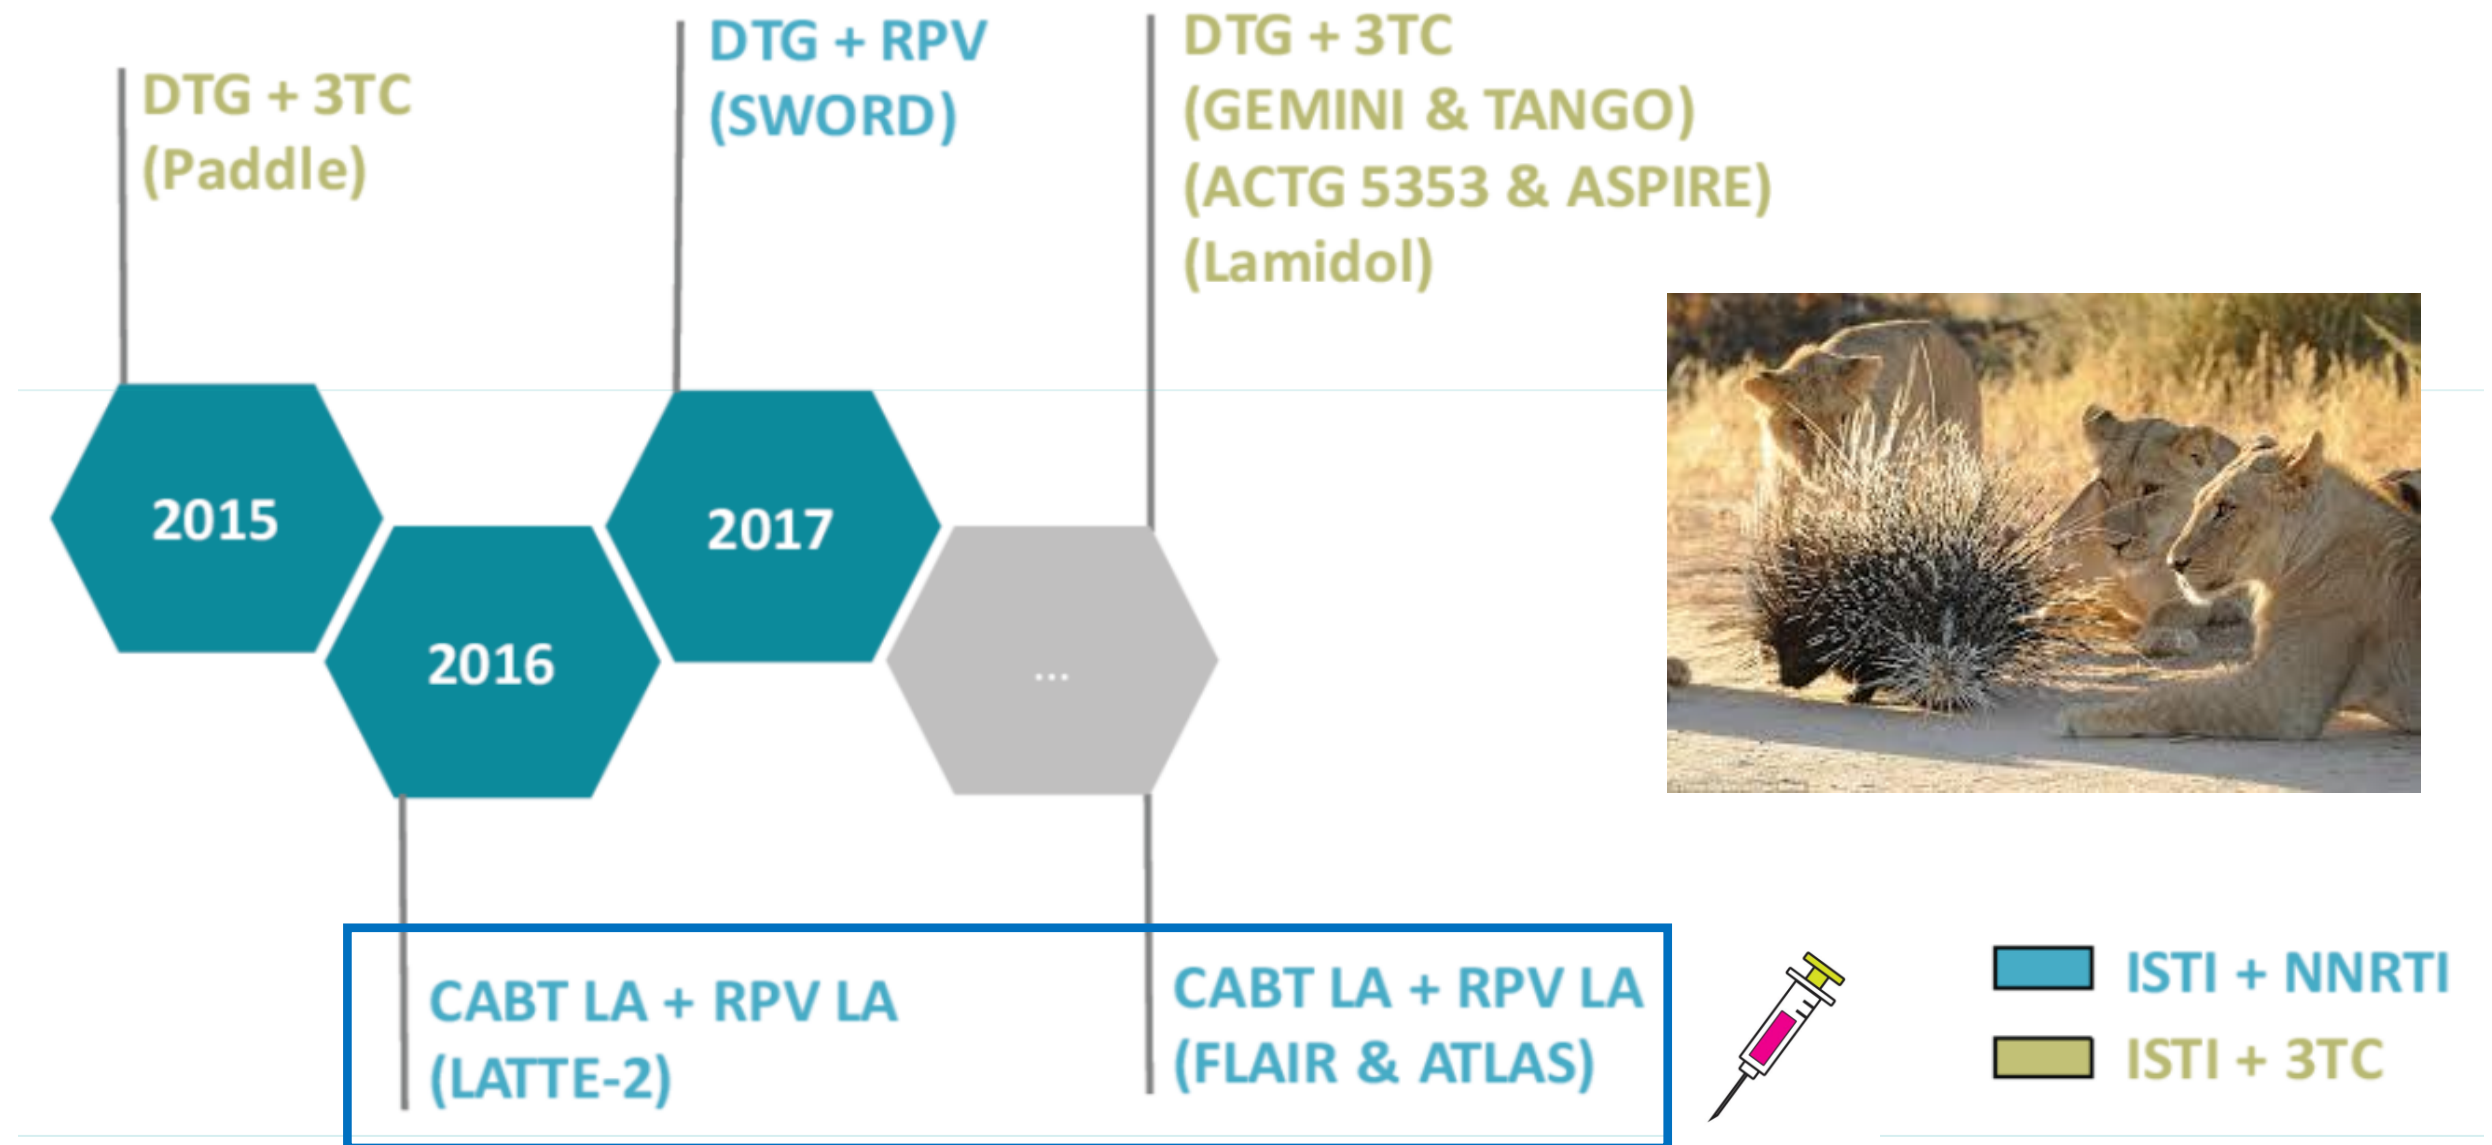 DTG + 3TC
(Paddle)
DTG + RPV
(SWORD)
DTG + 3TC
(GEMINI & TANGO)
(ACTG 5353 & ASPIRE)
(Lamidol)
2015
2016
2017
...
CABT LA + RPV LA
(LATTE-2)
CABT LA + RPV LA
(FLAIR & ATLAS)
ISTI + NNRTI
ISTI + 3TC